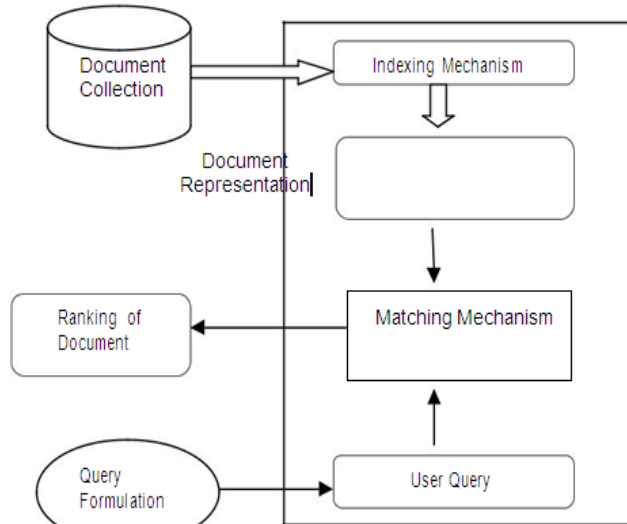 Document
Collection
Indexing Mechanism
Document
Representation
Ranking of
Document
Matching Mechanism
Query
Formulation
User Query